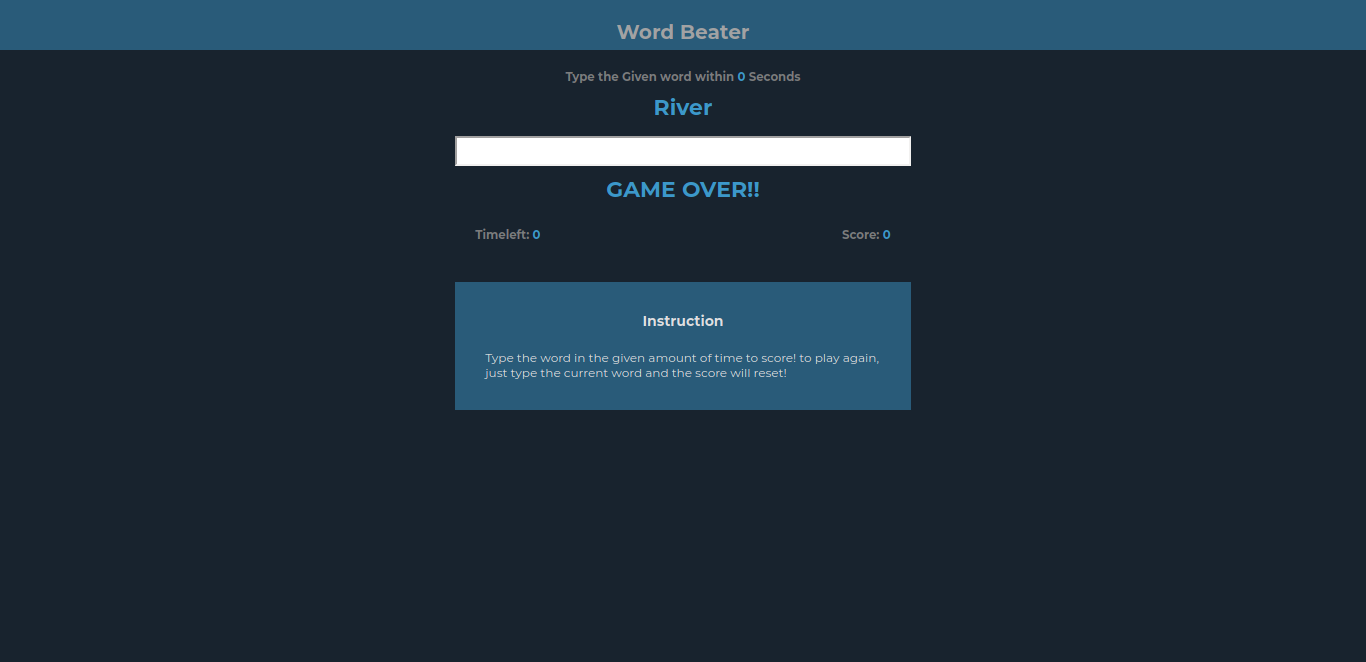 Word Beater
Type the Given word within 0 Seconds
River
GAME OVER!!
Timeleft: 0 Score: 0
Instruction
Type the word in the given amount of time to score! to play again,
just type the current word and the score will reset!